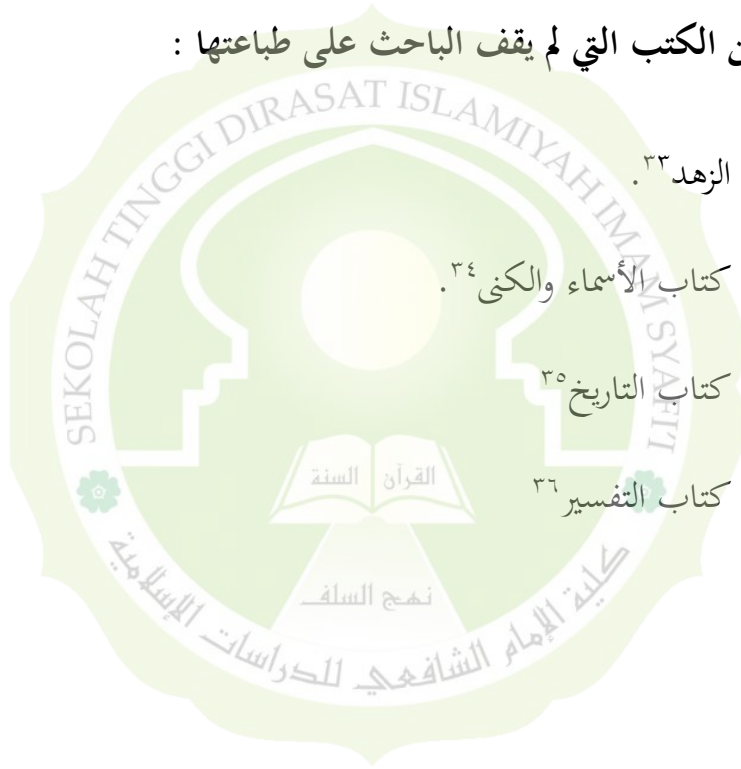 ن الكتب التي لم يقف الباحث على طباعتها :
الزهد٣٣.
كتاب الأسماء والكنى٣٤.
كتاب التاريخ٣٥
كتاب التفسير٣٦
SEKOLAH TINGGI DIRASAT ISLAMIYAH IMAM SYAFI'I
القرآن السنة
نهج السلف
كلية الإمام الشافعي للدراسات الإسلامية